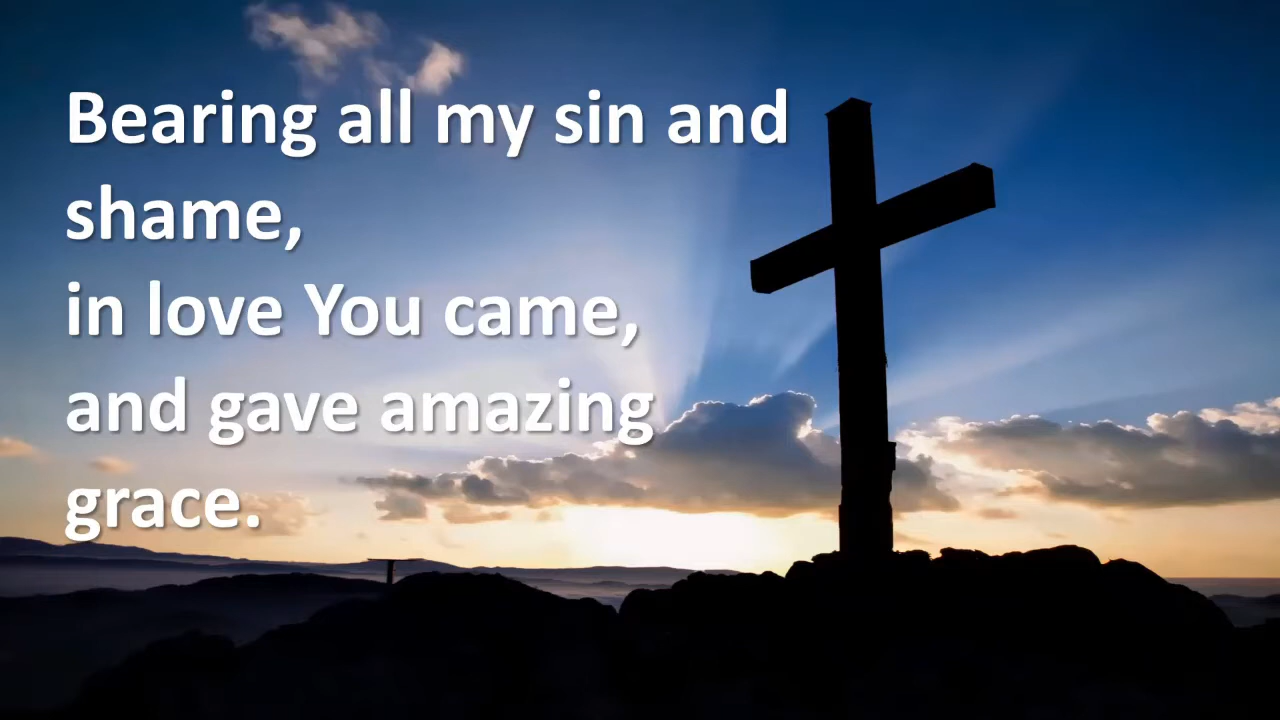 Bearing all my sin and
shame,
in love You came,
and gave amazing
grace.